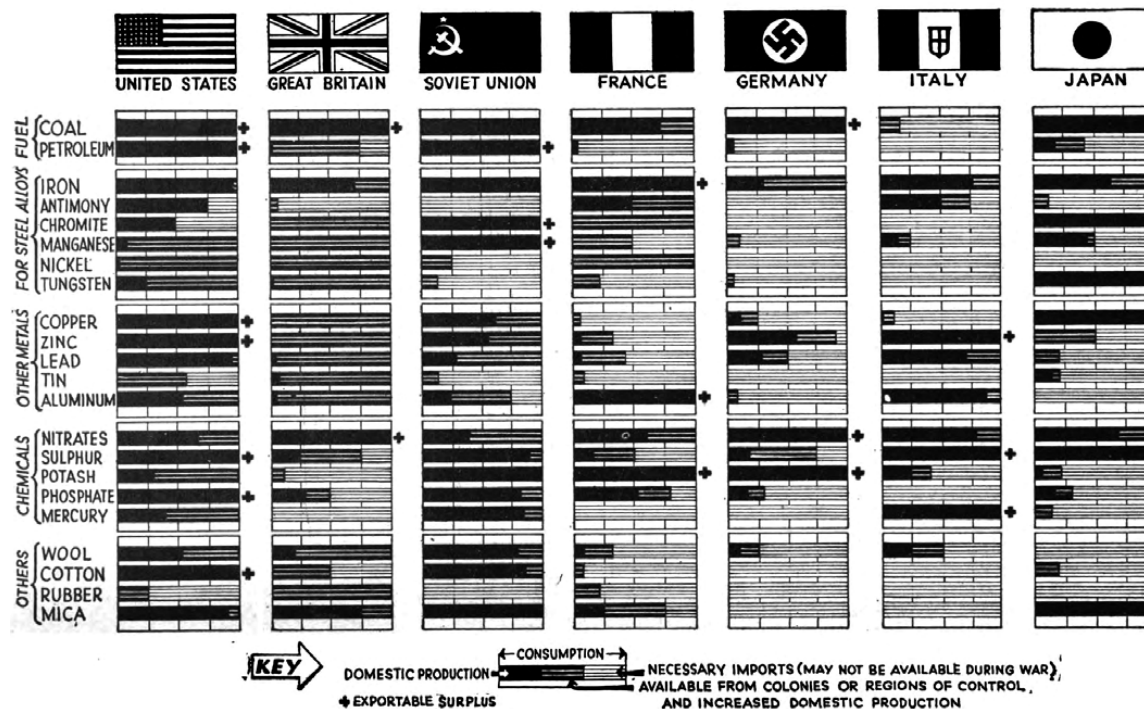 UNITED STATES
GREAT BRITAIN
SOVIET UNION
FRANCE
GERMANY
ITALY
JAPAN
FUEL
COAL
PETROLEUM
FOR STEEL ALLOYS
IRON
ANTIMONY
CHROMITE
MANGANESE
NICKEL
TUNGSTEN
OTHER METALS
COPPER
ZINC
LEAD
TIN
ALUMINUM
CHEMICALS
NITRATES
SULPHUR
POTASH
PHOSPHATE
MERCURY
OTHERS
WOOL
COTTON
RUBBER
MICA
KEY
CONSUMPTION
DOMESTIC PRODUCTION
NECESSARY IMPORTS (MAY NOT BE AVAILABLE DURING WAR)
AVAILABLE FROM COLONIES OR REGIONS OF CONTROL,
AND INCREASED DOMESTIC PRODUCTION
+ EXPORTABLE SURPLUS